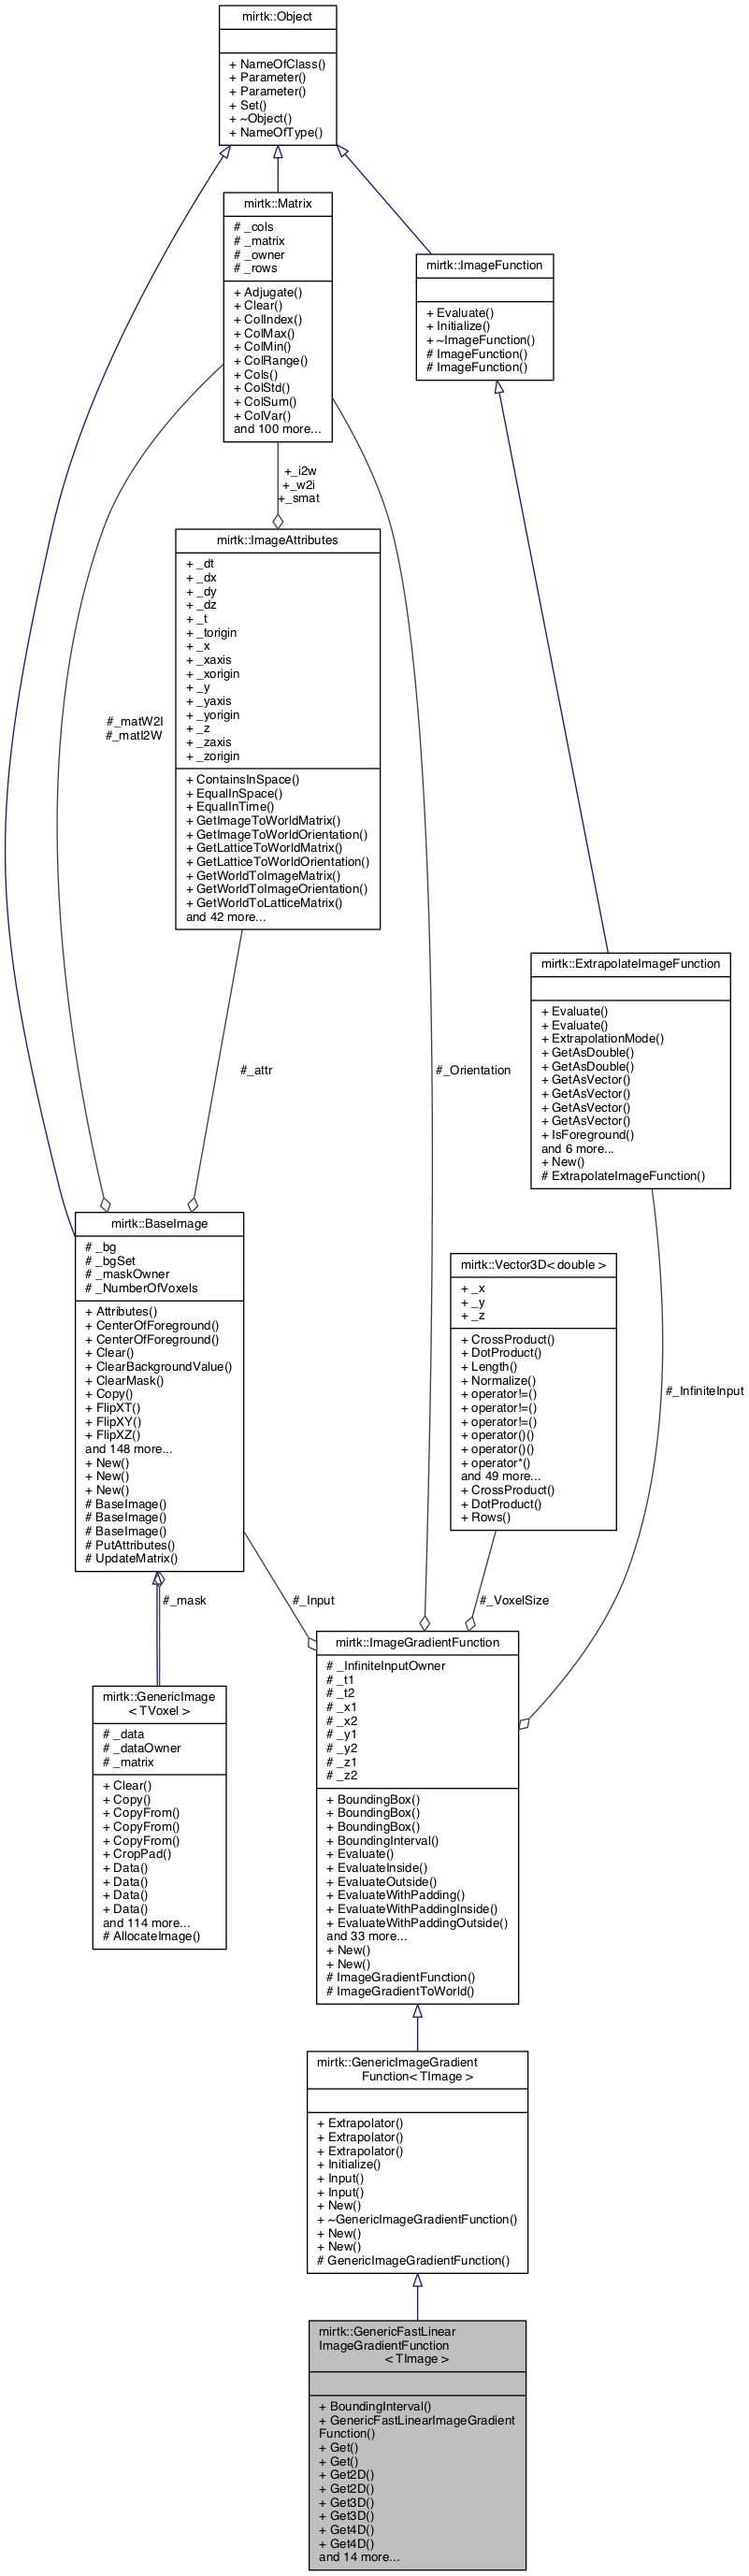 mirtk::Object
+ NameOfClass()
+ Parameter()
+ Parameter()
+ Set()
+ ~Object()
+ NameOfType()
mirtk::Matrix
# _cols
# _matrix
# _owner
# _rows
+ Adjugate()
+ Clear()
+ ColIndex()
+ ColMax()
+ ColMin()
+ ColRange()
+ Cols()
+ ColStd()
+ ColSum()
+ ColVar()
and 100 more...
mirtk::ImageFunction
+ Evaluate()
+ Initialize()
+ ~ImageFunction()
# ImageFunction()
# ImageFunction()
+_i2w
+_w2i
+_smat
mirtk::ImageAttributes
+ _dt
+ _dx
+ _dy
+ _dz
+ _t
+ _torigin
+ _x
+ _xaxis
+ _xorigin
+ _y
+ _yaxis
+ _yorigin
+ _z
+ _zaxis
+ _zorigin
+ ContainsInSpace()
+ EqualInSpace()
+ EqualInTime()
+ GetImageToWorldMatrix()
+ GetImageToWorldOrientation()
+ GetLatticeToWorldMatrix()
+ GetLatticeToWorldOrientation()
+ GetWorldToImageMatrix()
+ GetWorldToImageOrientation()
+ GetWorldToLatticeMatrix()
and 42 more...
#_matW2I
#_matI2W
#_attr
#_Orientation
mirtk::ExtrapolateImageFunction
+ Evaluate()
+ Evaluate()
+ ExtrapolationMode()
+ GetAsDouble()
+ GetAsDouble()
+ GetAsVector()
+ GetAsVector()
+ GetAsVector()
+ GetAsVector()
+ IsForeground()
and 6 more...
+ New()
# ExtrapolateImageFunction()
mirtk::BaseImage
# _bg
# _bgSet
# _maskOwner
# _NumberOfVoxels
+ Attributes()
+ CenterOfForeground()
+ CenterOfForeground()
+ Clear()
+ ClearBackgroundValue()
+ ClearMask()
+ Copy()
+ FlipXT()
+ FlipXY()
+ FlipXZ()
and 148 more...
+ New()
+ New()
+ New()
# BaseImage()
# BaseImage()
# BaseImage()
# PutAttributes()
# UpdateMatrix()
mirtk::Vector3D< double >
+ _x
+ _y
+ _z
+ CrossProduct()
+ DotProduct()
+ Length()
+ Normalize()
+ operator!=()
+ operator!=()
+ operator!=()
+ operator()()
+ operator()()
+ operator*()
and 49 more...
+ CrossProduct()
+ DotProduct()
+ Rows()
#_InfiniteInput
#_mask
#_Input
#_VoxelSize
mirtk::GenericImage
< TVoxel >
# _data
# _dataOwner
# _matrix
+ Clear()
+ Copy()
+ CopyFrom()
+ CopyFrom()
+ CopyFrom()
+ CropPad()
+ Data()
+ Data()
+ Data()
+ Data()
and 114 more...
# AllocateImage()
mirtk::ImageGradientFunction
# _InfiniteInputOwner
# _t1
# _t2
# _x1
# _x2
# _y1
# _y2
# _z1
# _z2
+ BoundingBox()
+ BoundingBox()
+ BoundingBox()
+ BoundingInterval()
+ Evaluate()
+ EvaluateInside()
+ EvaluateOutside()
+ EvaluateWithPadding()
+ EvaluateWithPaddingInside()
+ EvaluateWithPaddingOutside()
and 33 more...
+ New()
+ New()
# ImageGradientFunction()
# ImageGradientToWorld()
mirtk::GenericImageGradient
Function< TImage >
+ Extrapolator()
+ Extrapolator()
+ Extrapolator()
+ Initialize()
+ Input()
+ Input()
+ New()
+ ~GenericImageGradientFunction()
+ New()
+ New()
# GenericImageGradientFunction()
mirtk::GenericFastLinear
ImageGradientFunction
< TImage >
+ BoundingInterval()
+ GenericFastLinearImageGradient
Function()
+ Get()
+ Get()
+ Get2D()
+ Get2D()
+ Get3D()
+ Get3D()
+ Get4D()
+ Get4D()
and 14 more...